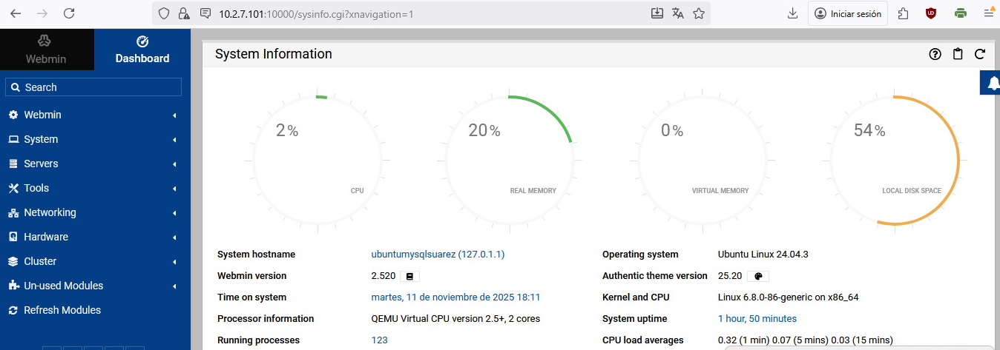 10.2.7.101:10000/sysinfo.cgi?xnavigation=1
Iniciar sesión
Webmin
Dashboard
Search
Webmin
System
Servers
Tools
Networking
Hardware
Cluster
Un-used Modules
Refresh Modules
System Information
2%
CPU
20%
REAL MEMORY
0%
VIRTUAL MEMORY
54%
LOCAL DISK SPACE
System hostname ubuntumysqlsuarez (127.0.1.1) Operating system Ubuntu Linux 24.04.3
Webmin version 2.520 Authentic theme version 25.20
Time on system martes, 11 de noviembre de 2025 18:11 Kernel and CPU Linux 6.8.0-86-generic on x86_64
Processor information QEMU Virtual CPU version 2.5+, 2 cores System uptime 1 hour, 50 minutes
Running processes 123 CPU load averages 0.32 (1 min) 0.07 (5 mins) 0.03 (15 mins)